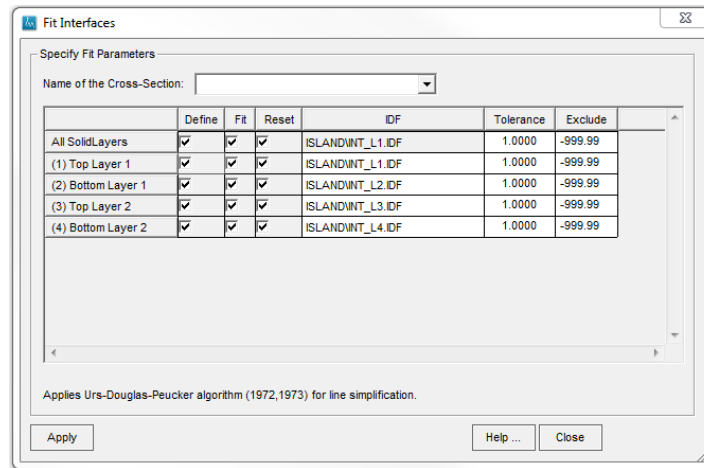 Fit Interfaces
Specify Fit Parameters
Name of the Cross-Section:
Define Fit Reset IDF Tolerance Exclude
All SolidLayers ISLAND\INT_L1.IDF 1.0000 -999.99
(1) Top Layer 1 ISLAND\INT_L1.IDF 1.0000 -999.99
(2) Bottom Layer 1 ISLAND\INT_L2.IDF 1.0000 -999.99
(3) Top Layer 2 ISLAND\INT_L3.IDF 1.0000 -999.99
(4) Bottom Layer 2 ISLAND\INT_L4.IDF 1.0000 -999.99
Applies Urs-Douglas-Peucker algorithm (1972,1973) for line simplification.
Apply Help ... Close